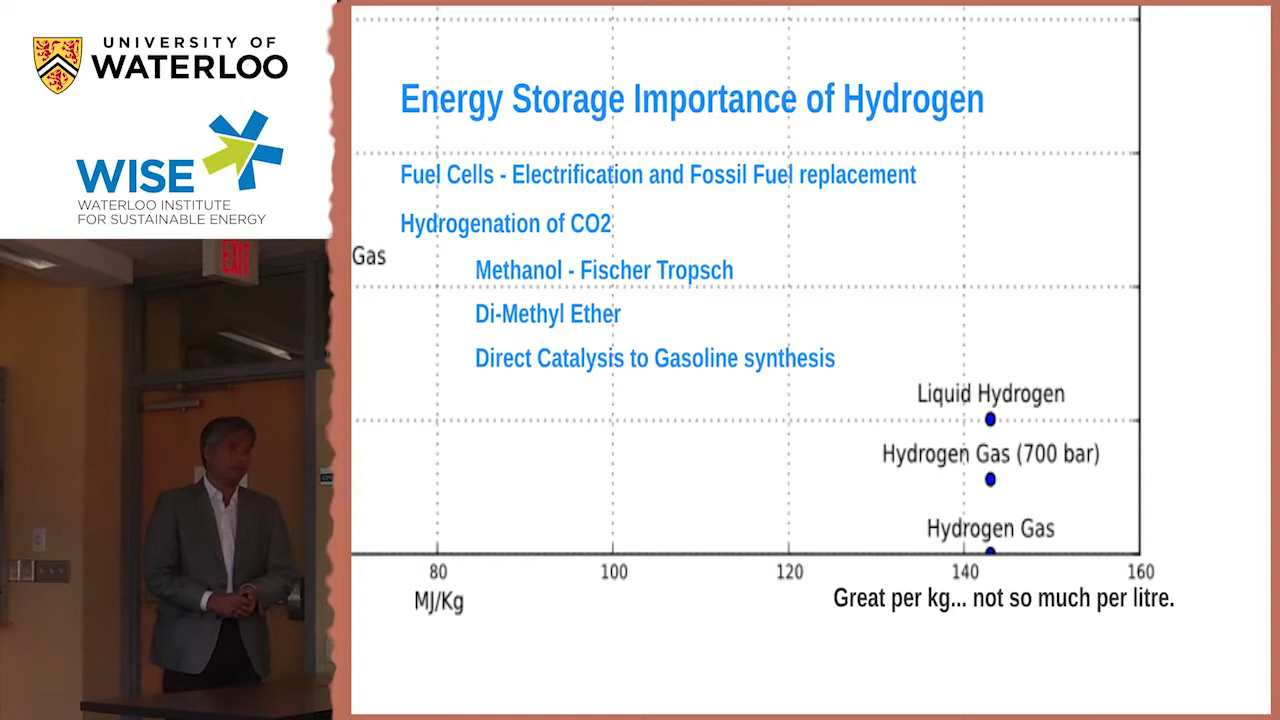 UNIVERSITY OF
WATERLOO
WISE
WATERLOO INSTITUTE
FOR SUSTAINABLE ENERGY
EXIT
Energy Storage Importance of Hydrogen
Fuel Cells - Electrification and Fossil Fuel replacement
Hydrogenation of CO2
Gas
Methanol - Fischer Tropsch
Di-Methyl Ether
Direct Catalysis to Gasoline synthesis
Liquid Hydrogen
Hydrogen Gas (700 bar)
Hydrogen Gas
80 100 120 140 160
MJ/Kg
Great per kg... not so much per litre.